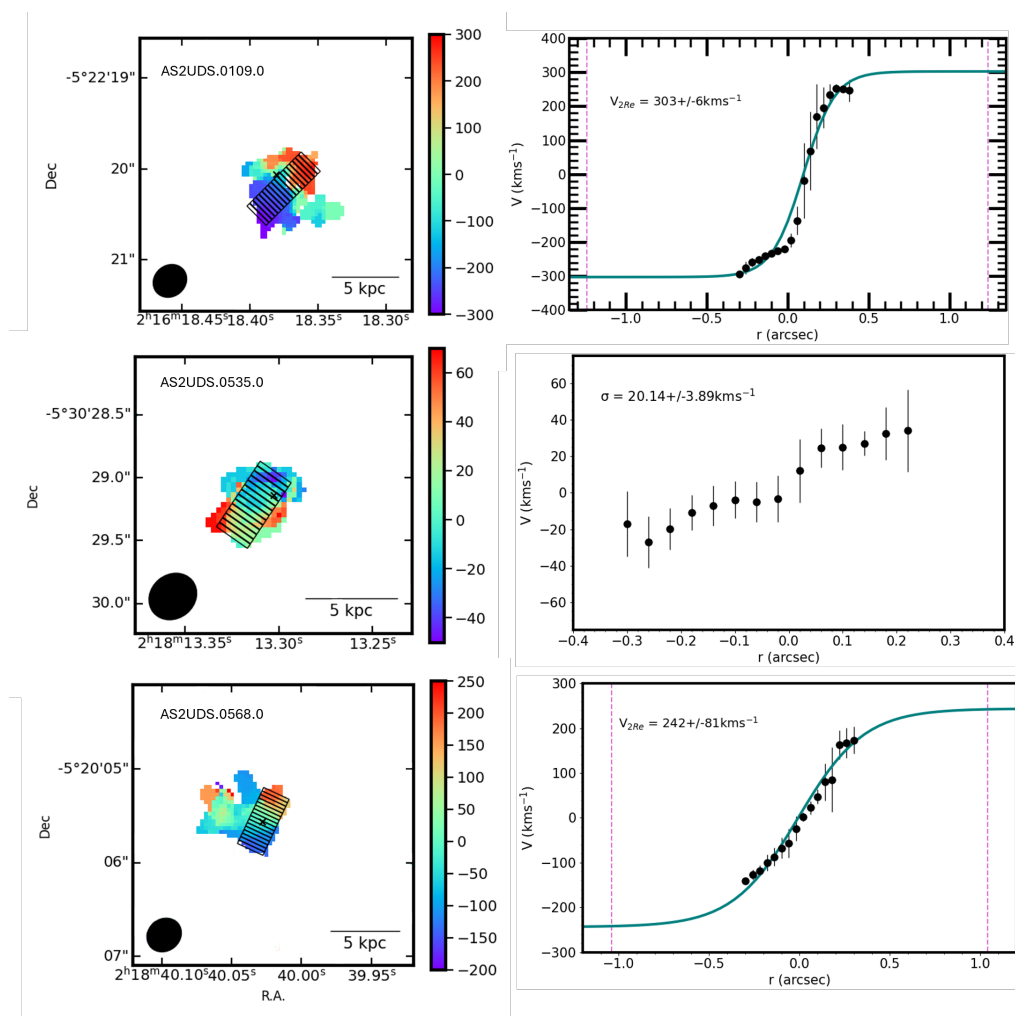 AS2UDS.0109.0
Dec
-5°22'19"
20"
21"
5 kpc
2ʰ16ᵐ18.45ˢ 18.40ˢ 18.35ˢ 18.30ˢ
300
200
100
0
−100
−200
−300
V (kms⁻¹)
400
300
200
100
0
−100
−200
−300
−400
V₂Re = 303+/-6kms⁻¹
−1.0 −0.5 0.0 0.5 1.0
r (arcsec)
AS2UDS.0535.0
Dec
-5°30'28.5"
29.0"
29.5"
30.0"
5 kpc
2ʰ18ᵐ13.35ˢ 13.30ˢ 13.25ˢ
60
40
20
0
−20
−40
V (kms⁻¹)
60
40
20
0
−20
−40
−60
σ = 20.14+/-3.89kms⁻¹
−0.4 −0.3 −0.2 −0.1 0.0 0.1 0.2 0.3 0.4
r (arcsec)
AS2UDS.0568.0
Dec
-5°20'05"
06"
07"
5 kpc
2ʰ18ᵐ40.10ˢ 40.05ˢ 40.00ˢ 39.95ˢ
R.A.
250
200
150
100
50
0
−50
−100
−150
−200
V (kms⁻¹)
300
200
100
0
−100
−200
−300
V₂Re = 242+/-81kms⁻¹
−1.0 −0.5 0.0 0.5 1.0
r (arcsec)